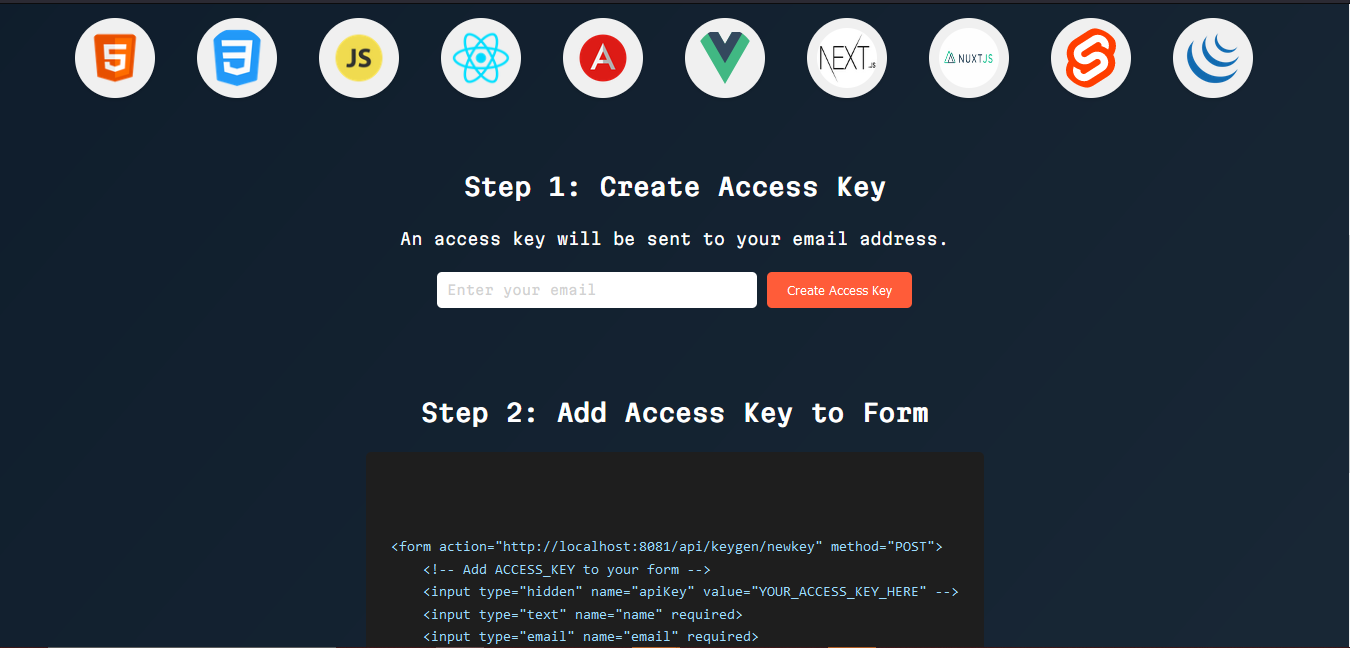 5
3
JS
A
NEXT.JS
NUXTJS
Step 1: Create Access Key
An access key will be sent to your email address.
Enter your email
Create Access Key
Step 2: Add Access Key to Form
<form action="http://localhost:8081/api/keygen/newkey" method="POST">
<!-- Add ACCESS_KEY to your form -->
<input type="hidden" name="apiKey" value="YOUR_ACCESS_KEY_HERE" -->
<input type="text" name="name" required>
<input type="email" name="email" required>